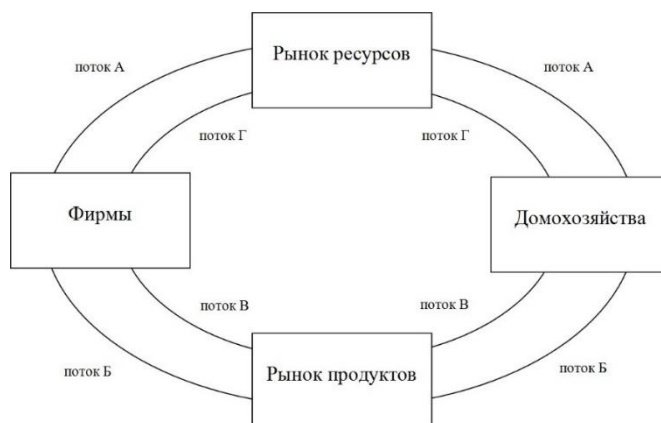 Рынок ресурсов
поток А
поток А
поток Г
поток Г
Фирмы
Домохозяйства
поток В
поток В
поток Б
Рынок продуктов
поток Б